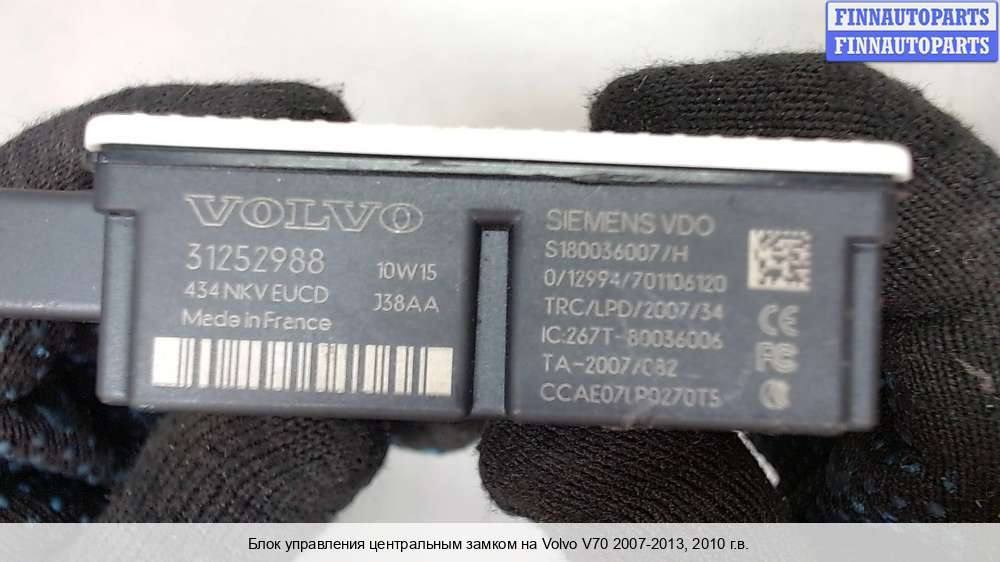 FINNAUTOPARTS
FINNAUTOPARTS
VOLVO
31252988
10W15
434 NKV EUCD
J38AA
Made in France
SIEMENS VDO
S180036007/H
0/12994/701106120
TRC/LPD/2007/34
IC:267T-80036006
TA-2007/082
CCAE07LP0270T5
CE
FC
Блок управления центральным замком на Volvo V70 2007-2013, 2010 г.в.